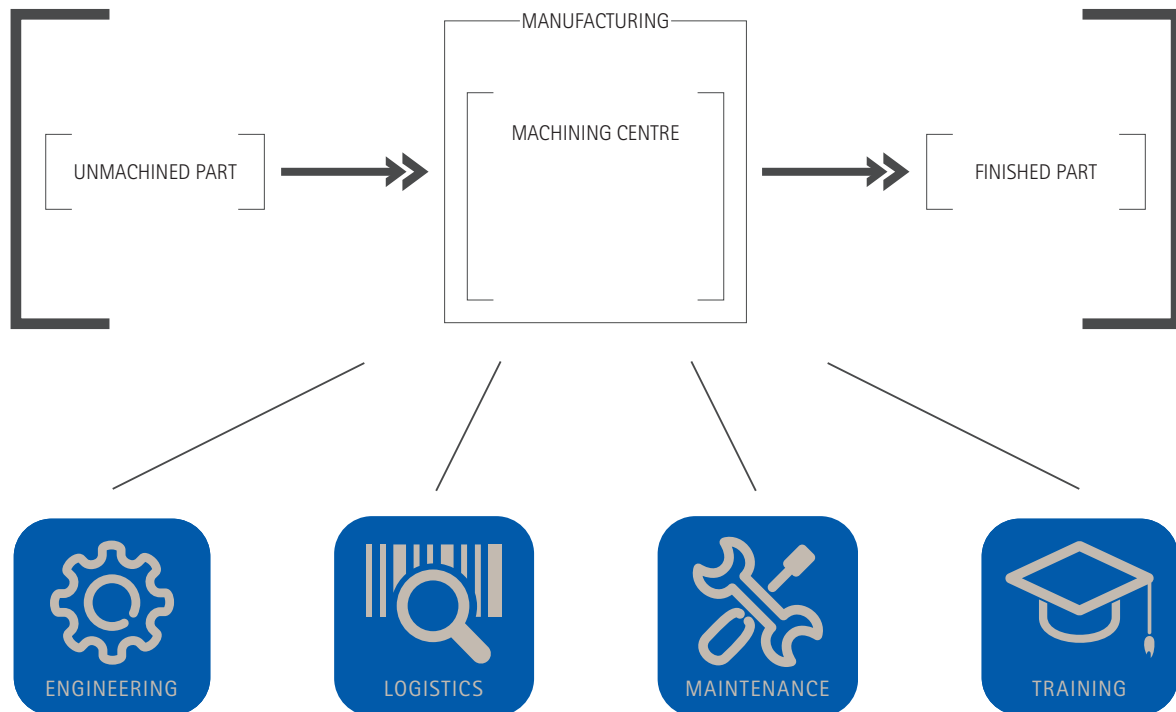 MANUFACTURING
MACHINING CENTRE
UNMACHINED PART
FINISHED PART
ENGINEERING
LOGISTICS
MAINTENANCE
TRAINING